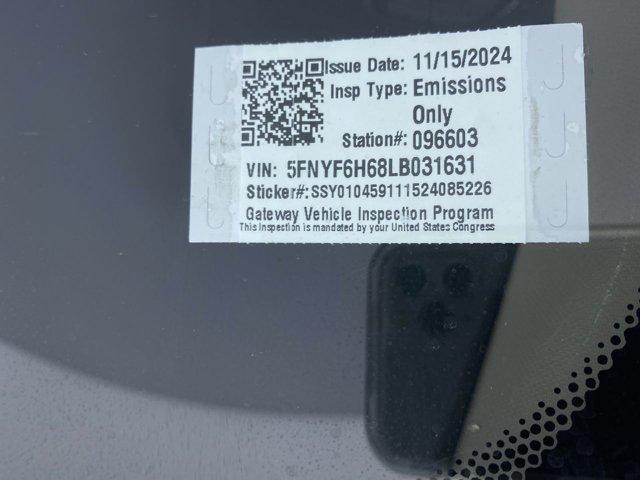 Issue Date: 11/15/2024
Insp Type: Emissions
Only
Station#: 096603
VIN: 5FNYF6H68LB031631
Sticker#: SSY010459111524085226
Gateway Vehicle Inspection Program
This Inspection is mandated by your United States Congress